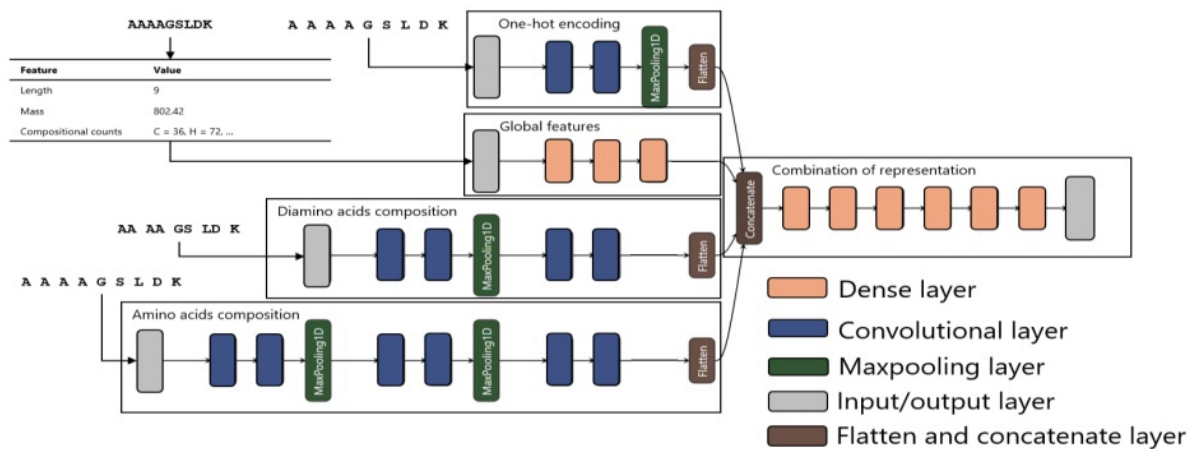 AAAAGSLDK
Feature Value
Length 9
Mass 802.42
Compositional counts C = 36, H = 72, ...
A A A A G S L D K
One-hot encoding
MaxPooling1D
Flatten
Global features
AA AA GS LD K
Diamino acids composition
MaxPooling1D
Flatten
A A A A G S L D K
Amino acids composition
MaxPooling1D
MaxPooling1D
Flatten
Concatenate
Combination of representation
Dense layer
Convolutional layer
Maxpooling layer
Input/output layer
Flatten and concatenate layer